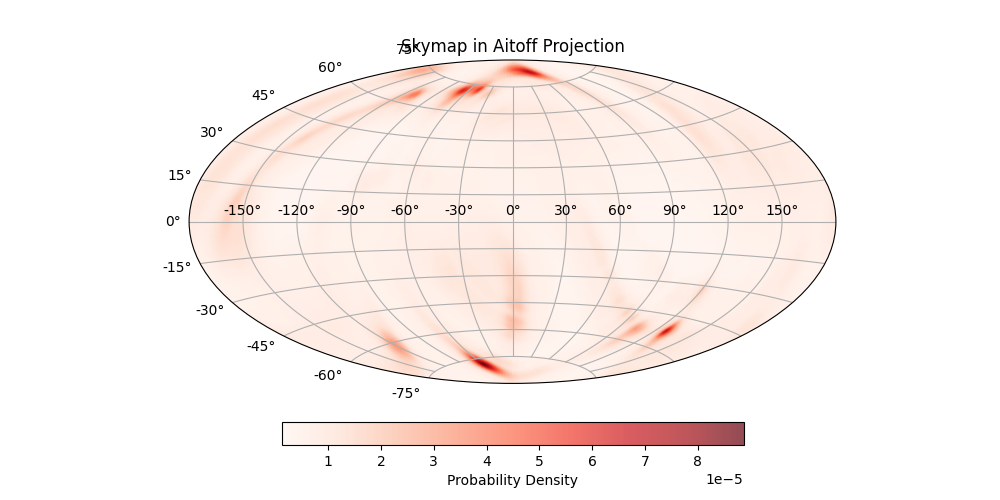 Skymap in Aitoff Projection
75°
60°
45°
30°
15°
-150° -120° -90° -60° -30° 0° 30° 60° 90° 120° 150°
0°
-15°
-30°
-45°
-60°
-75°
1 2 3 4 5 6 7 8
1e−5
Probability Density